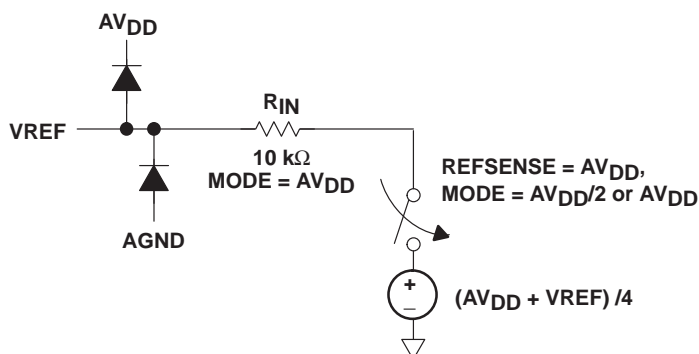 AVDD
VREF
RIN
10 kΩ
MODE = AVDD
AGND
REFSENSE = AVDD,
MODE = AVDD/2 or AVDD
+
−
(AVDD + VREF) /4